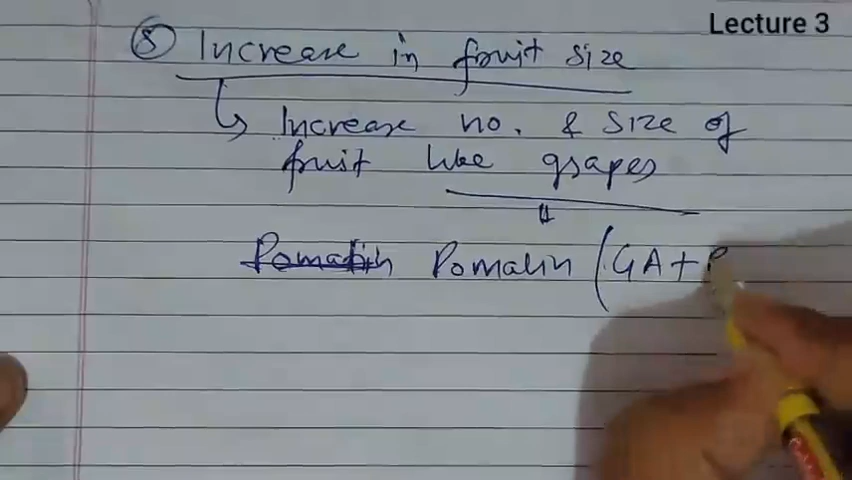 Lecture 3
⑧ Increase in fruit size
↳ Increase no. & size of
fruit like grapes
Pomalin Pomalin (GA+